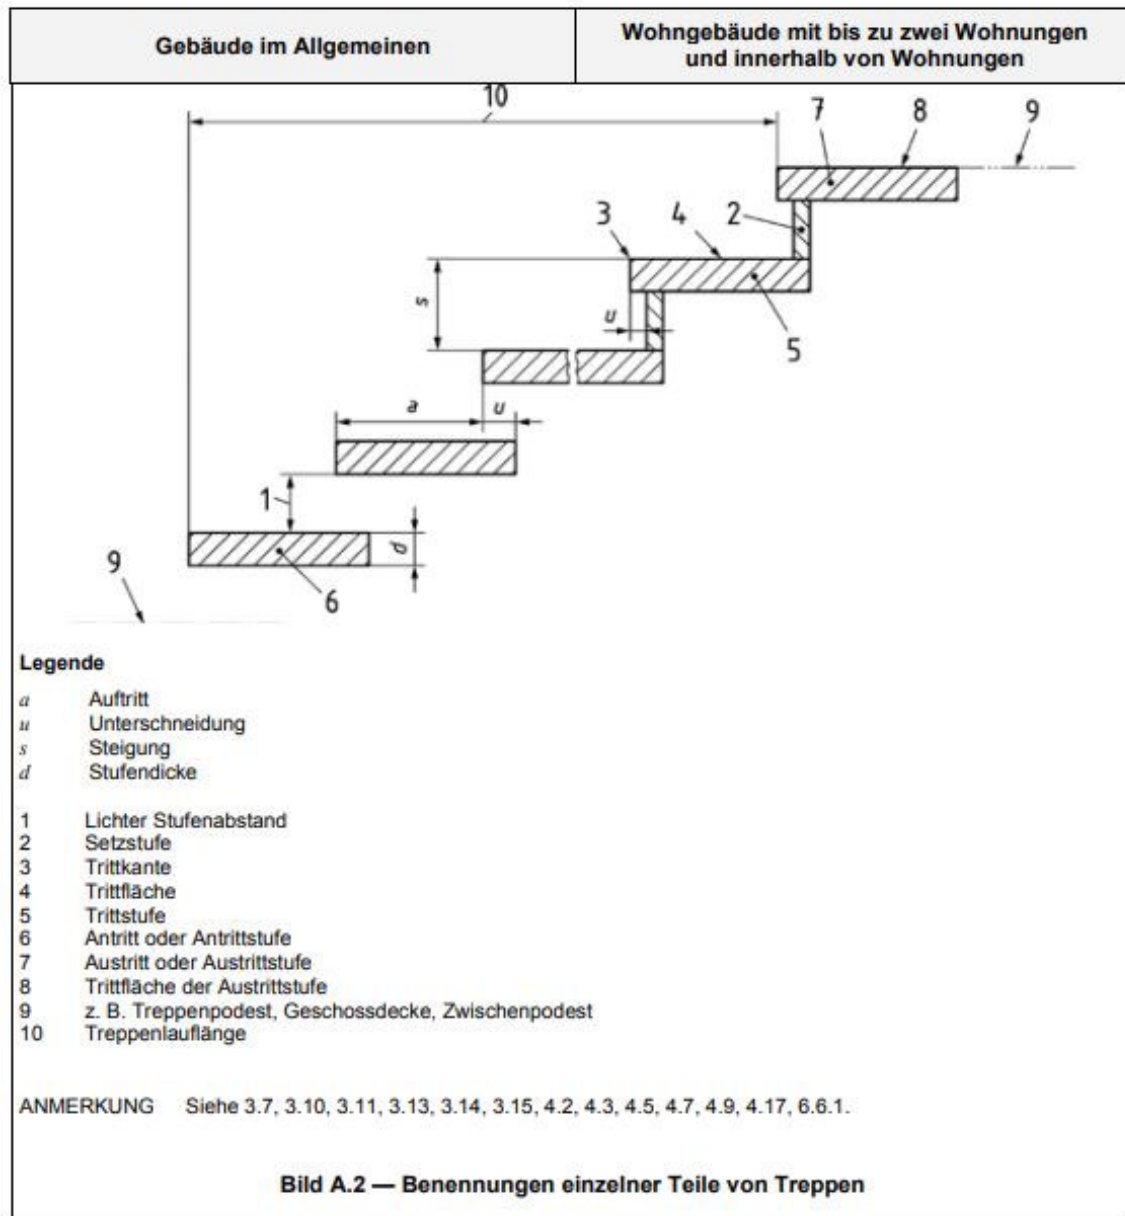 Gebäude im Allgemeinen
Wohngebäude mit bis zu zwei Wohnungen
und innerhalb von Wohnungen
10
7
8
9
3
4
2
s
u
5
a
u
1
d
9
6
Legende
a Auftritt
u Unterschneidung
s Steigung
d Stufendicke
1 Lichter Stufenabstand
2 Setzstufe
3 Trittkante
4 Trittfläche
5 Trittstufe
6 Antritt oder Antrittstufe
7 Austritt oder Austrittstufe
8 Trittfläche der Austrittstufe
9 z. B. Treppenpodest, Geschossdecke, Zwischenpodest
10 Treppenlauflänge
ANMERKUNG Siehe 3.7, 3.10, 3.11, 3.13, 3.14, 3.15, 4.2, 4.3, 4.5, 4.7, 4.9, 4.17, 6.6.1.
Bild A.2 — Benennungen einzelner Teile von Treppen